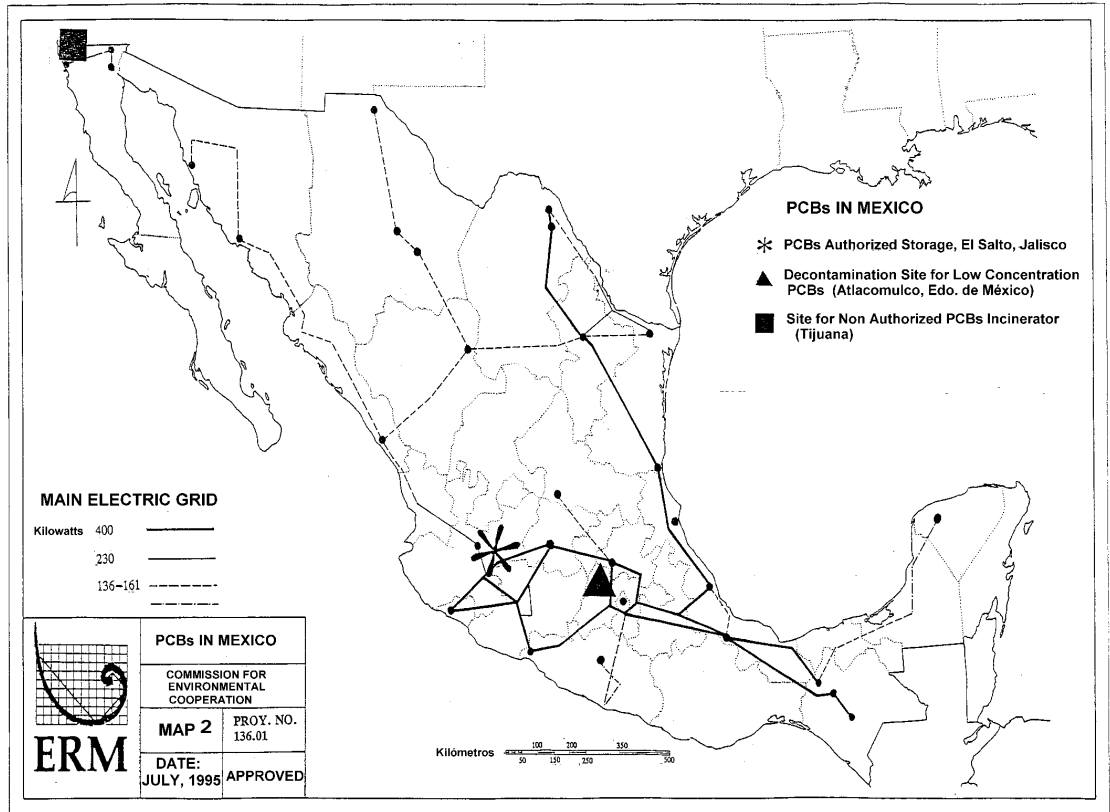 PCBs IN MEXICO
PCBs Authorized Storage, El Salto, Jalisco
Decontamination Site for Low Concentration
PCBs (Atlacomulco, Edo. de México)
Site for Non Authorized PCBs Incinerator
(Tijuana)
MAIN ELECTRIC GRID
Kilowatts 400
230
136-161
ERM
PCBs IN MEXICO
COMMISSION FOR
ENVIRONMENTAL
COOPERATION
MAP 2
PROY. NO.
136.01
DATE:
JULY, 1995
APPROVED
Kilómetros
100 200 350
50 150 250 500